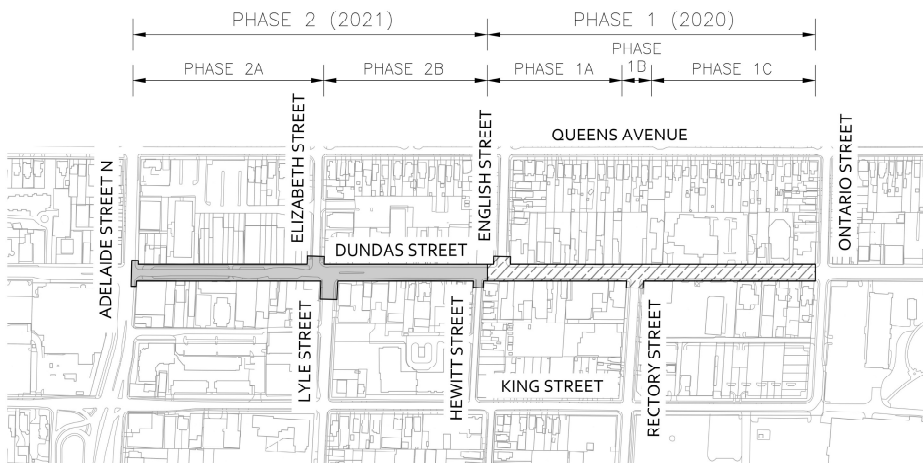 PHASE 2 (2021)
PHASE 1 (2020)
PHASE 2A
PHASE 2B
PHASE 1A
PHASE
1B
PHASE 1C
ADELAIDE STREET N
ELIZABETH STREET
ENGLISH STREET
QUEENS AVENUE
ONTARIO STREET
DUNDAS STREET
LYLE STREET
HEWITT STREET
KING STREET
RECTORY STREET